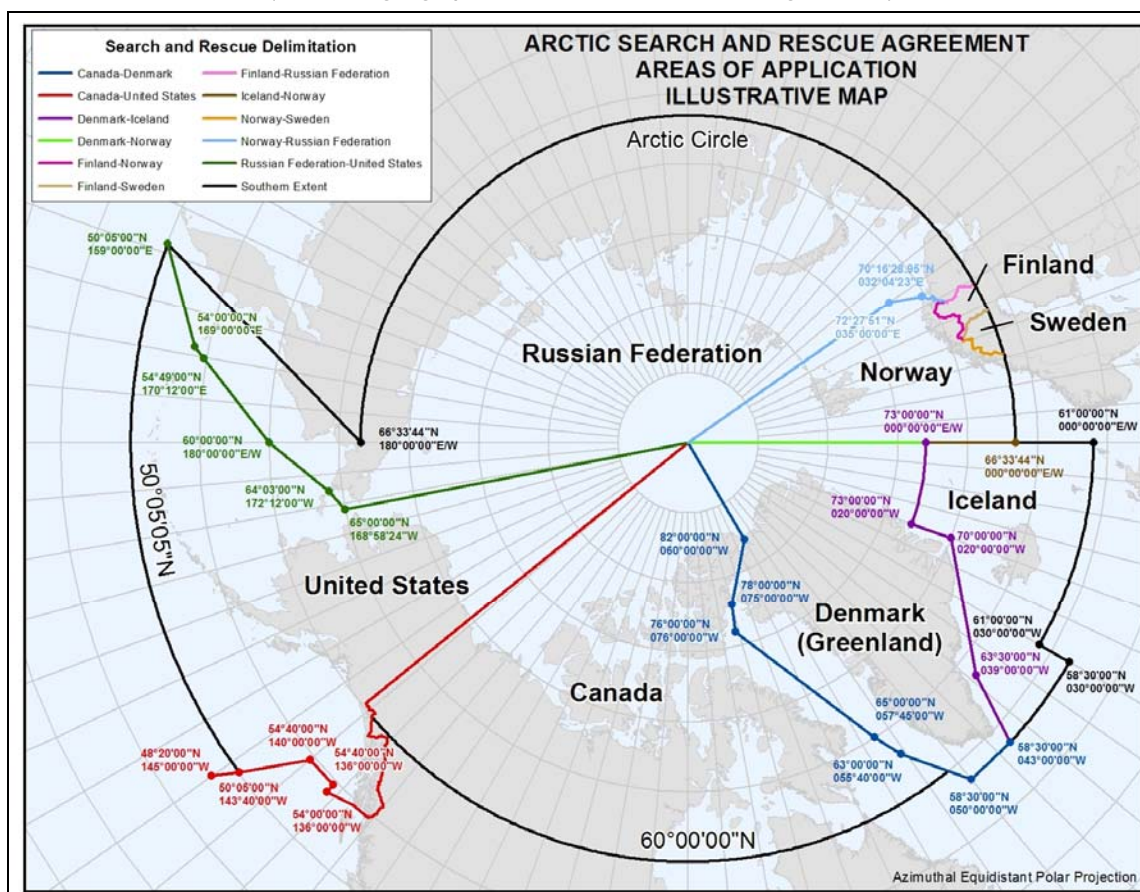 ARCTIC SEARCH AND RESCUE AGREEMENT
AREAS OF APPLICATION
ILLUSTRATIVE MAP
Search and Rescue Delimitation
Canada-Denmark
Canada-United States
Denmark-Iceland
Denmark-Norway
Finland-Norway
Finland-Sweden
Finland-Russian Federation
Iceland-Norway
Norway-Sweden
Norway-Russian Federation
Russian Federation-United States
Southern Extent
Arctic Circle
50°05'00"N
159°00'00"E
54°00'00"N
169°00'00"E
54°49'00"N
170°12'00"E
60°00'00"N
180°00'00"E/W
64°03'00"N
172°12'00"W
65°00'00"N
168°58'24"W
66°33'44"N
180°00'00"E/W
50°05'05"N
Russian Federation
70°16'28.95"N
032°04'23"E
72°27'51"N
035°00'00"E
Finland
Sweden
Norway
73°00'00"N
000°00'00"E/W
61°00'00"N
000°00'00"E/W
66°33'44"N
000°00'00"E/W
Iceland
73°00'00"N
020°00'00"W
70°00'00"N
020°00'00"W
82°00'00"N
060°00'00"W
78°00'00"N
075°00'00"W
76°00'00"N
076°00'00"W
United States
Denmark
(Greenland)
61°00'00"N
030°00'00"W
63°30'00"N
039°00'00"W
58°30'00"N
030°00'00"W
Canada
65°00'00"N
057°45'00"W
63°00'00"N
055°40'00"W
58°30'00"N
043°00'00"W
58°30'00"N
050°00'00"W
48°20'00"N
145°00'00"W
50°05'00"N
143°40'00"W
54°40'00"N
140°00'00"W
54°40'00"N
136°00'00"W
54°00'00"N
136°00'00"W
60°00'00"N
Azimuthal Equidistant Polar Projection